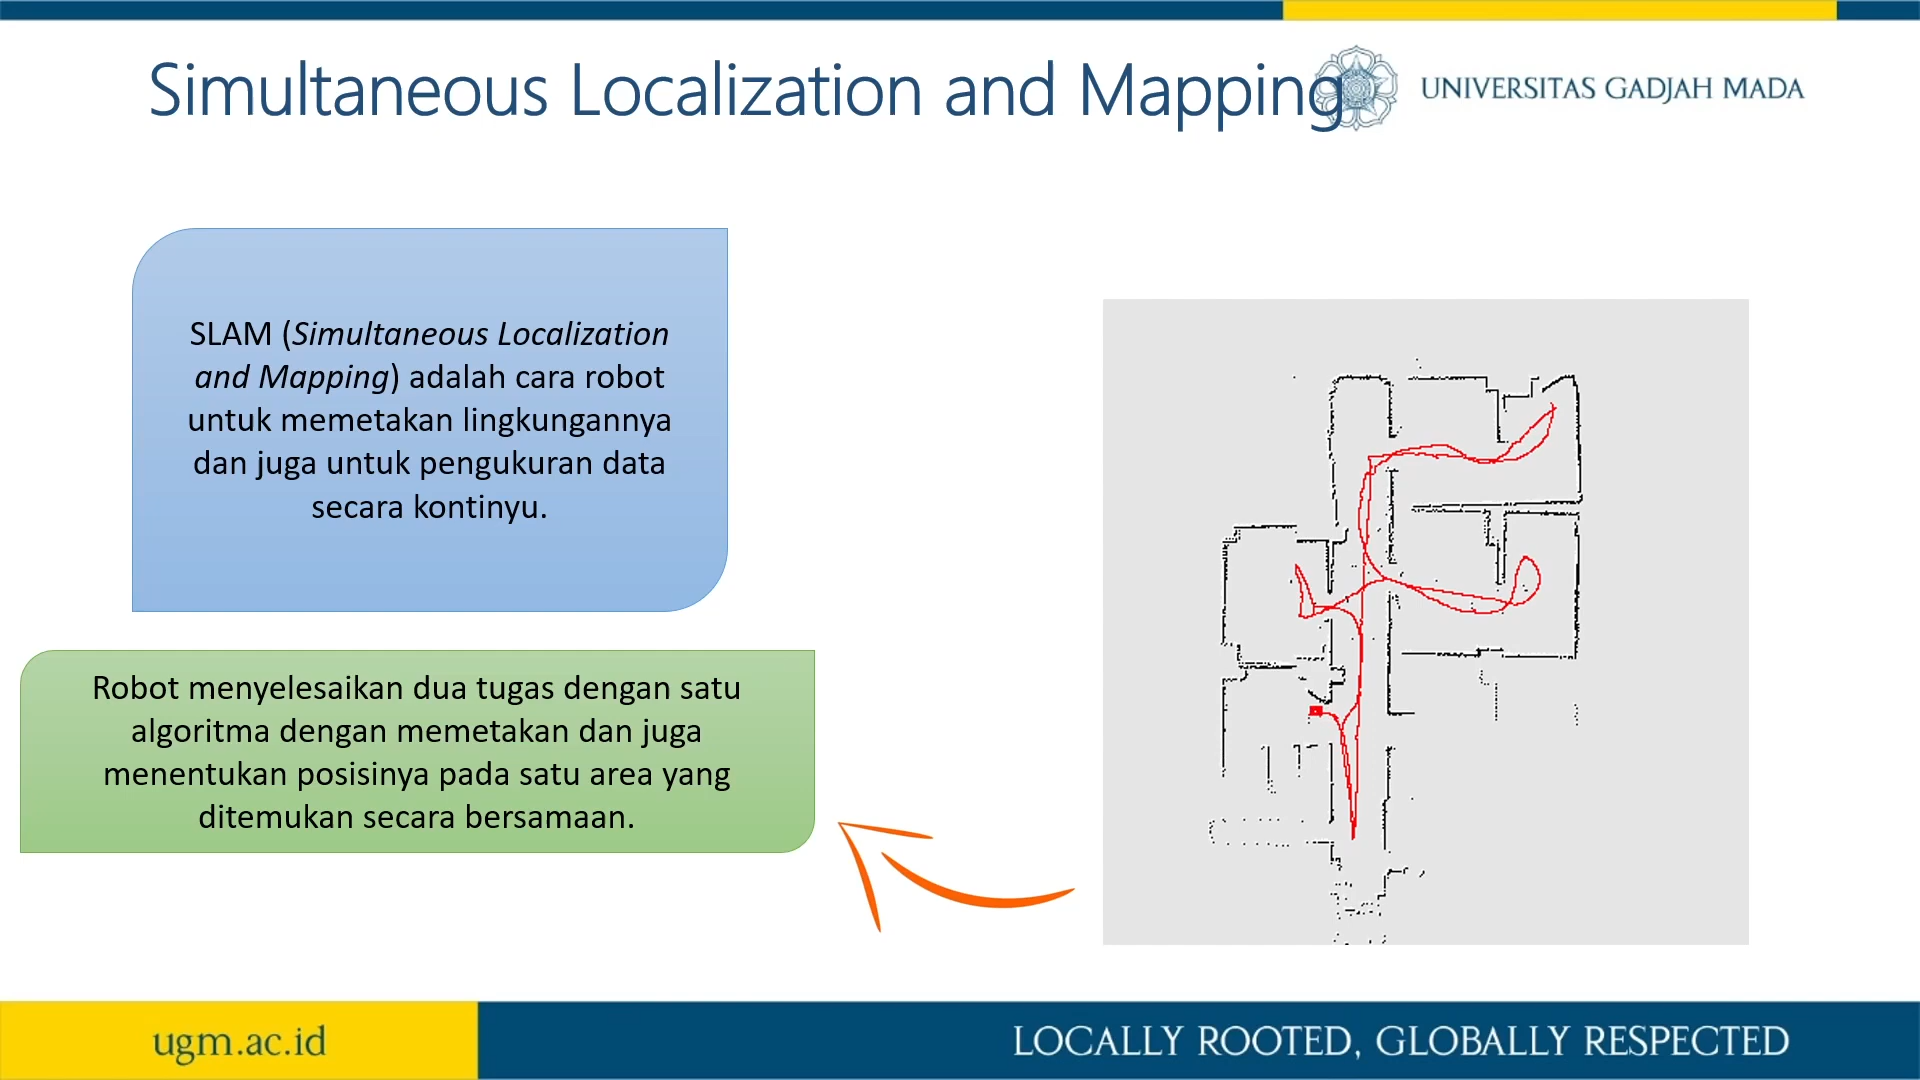 Simultaneous Localization and Mapping
UNIVERSITAS GADJAH MADA
SLAM (Simultaneous Localization
and Mapping) adalah cara robot
untuk memetakan lingkungannya
dan juga untuk pengukuran data
secara kontinyu.
Robot menyelesaikan dua tugas dengan satu
algoritma dengan memetakan dan juga
menentukan posisinya pada satu area yang
ditemukan secara bersamaan.
ugm.ac.id
LOCALLY ROOTED, GLOBALLY RESPECTED